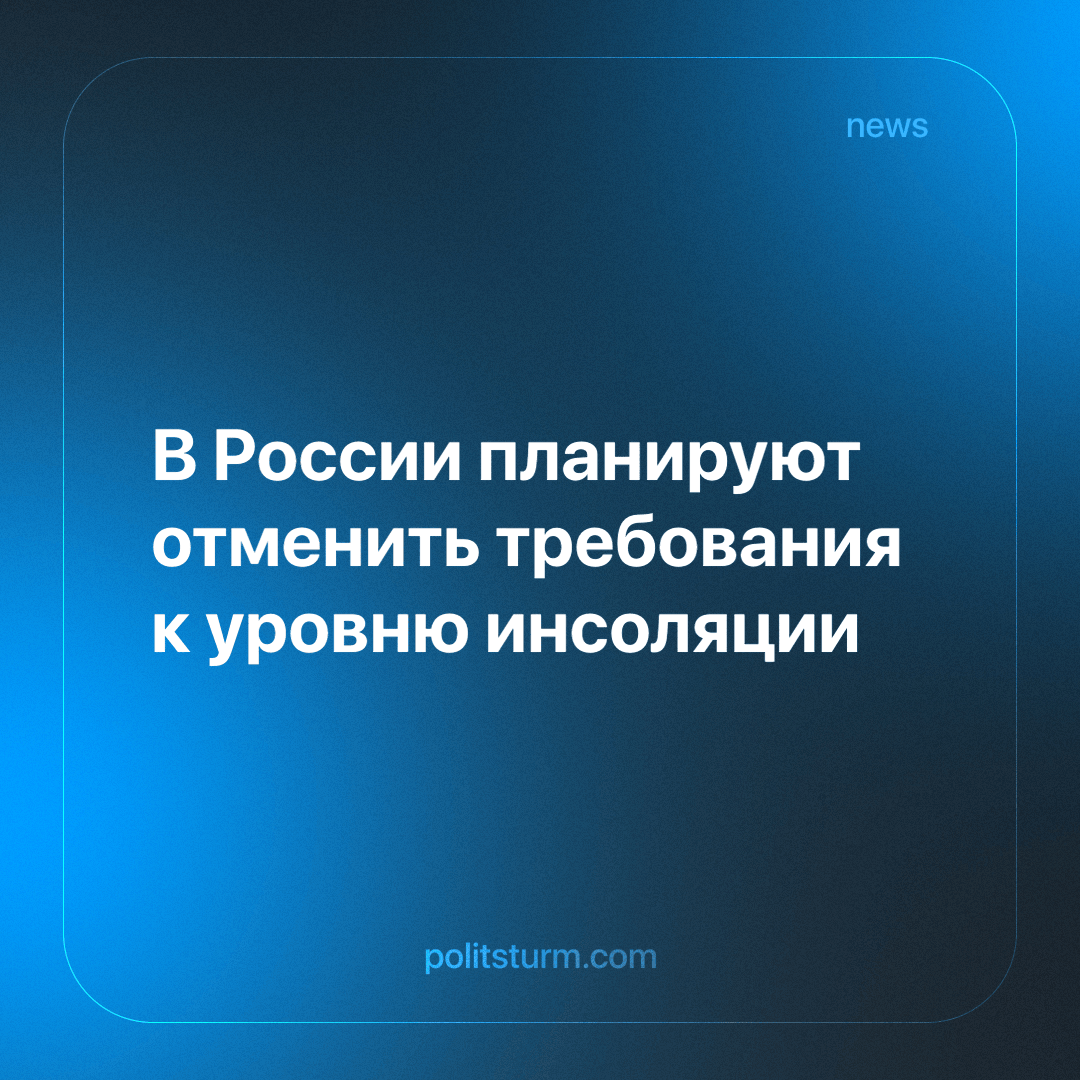 news
В России планируют
отменить требования
к уровню инсоляции
politsturm.com